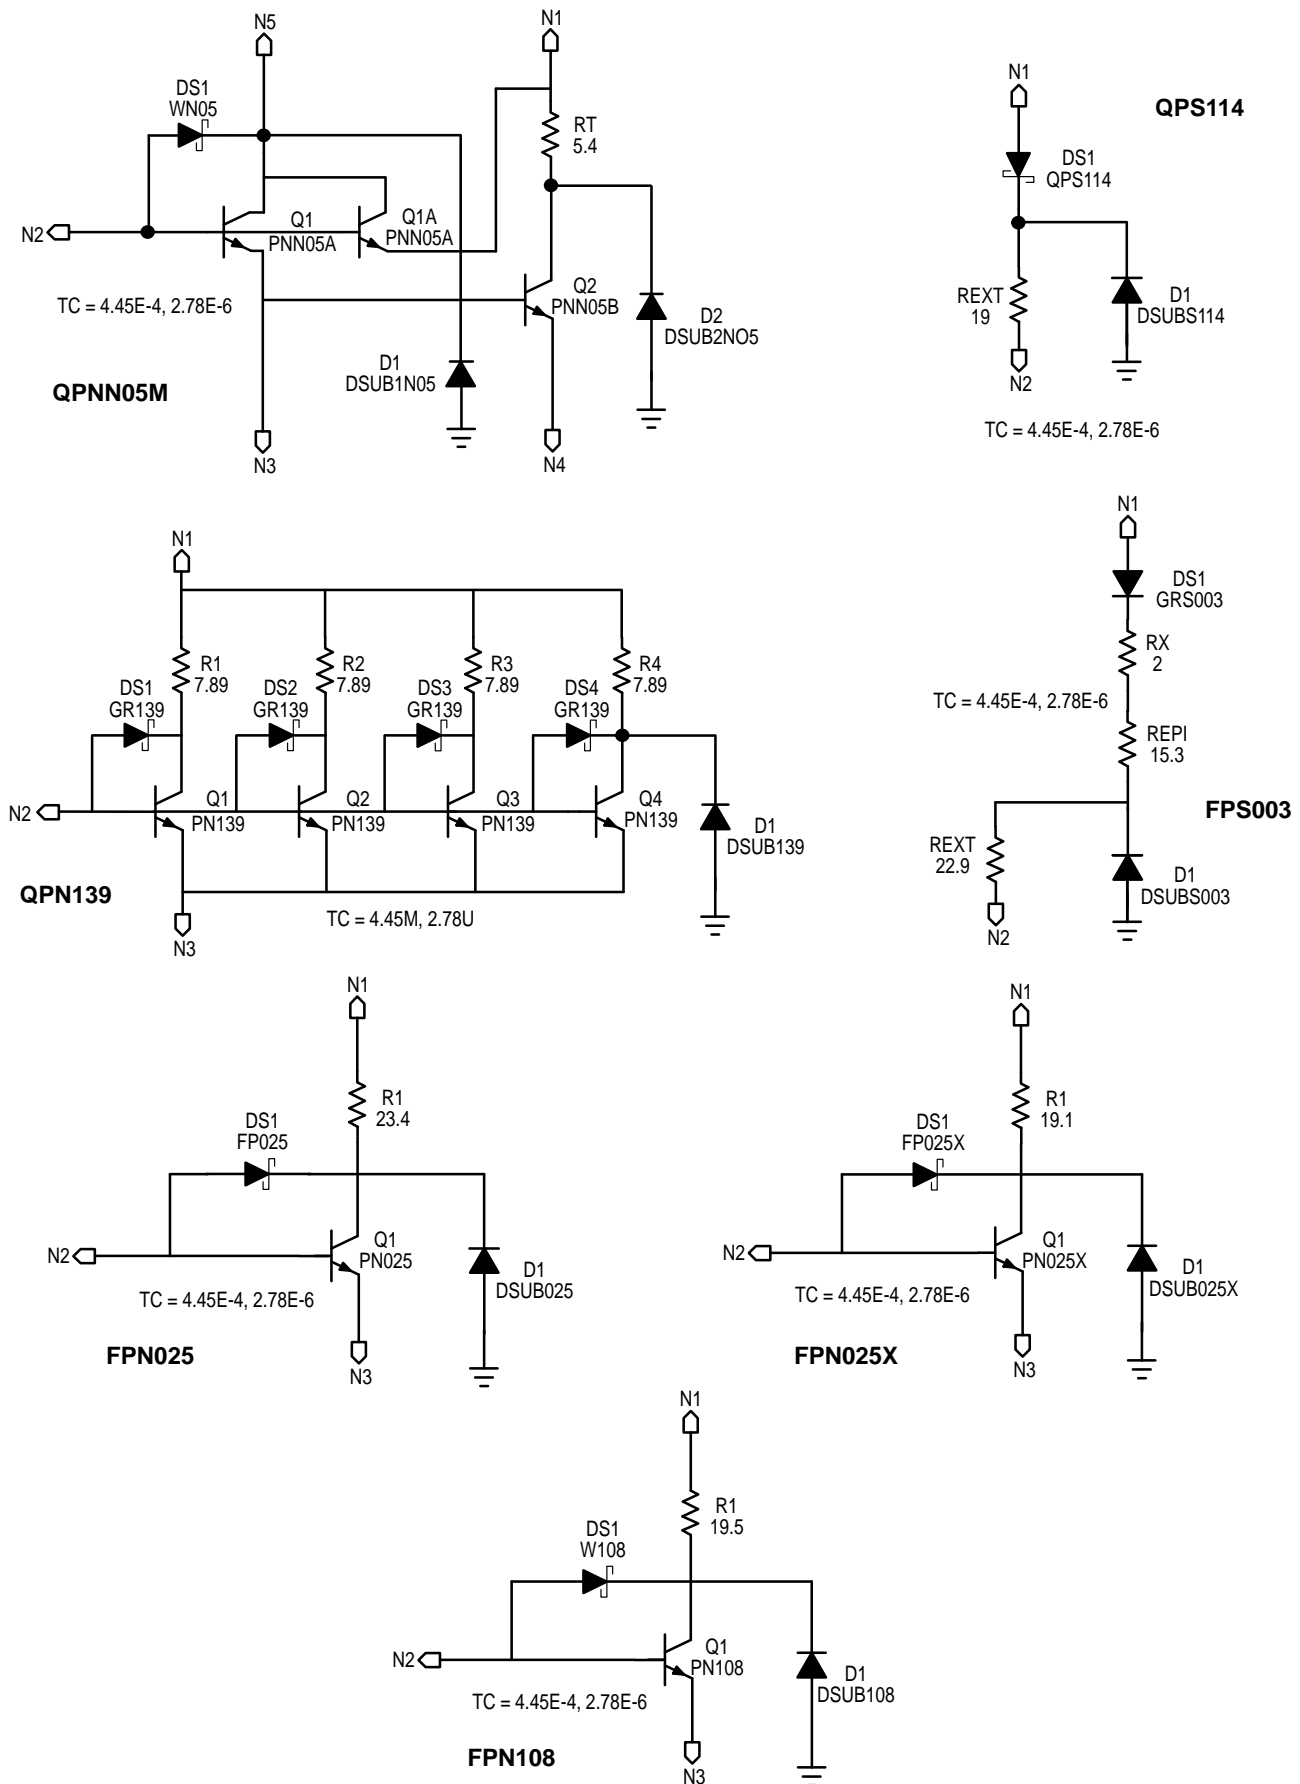 N5
N1
DS1
WN05
RT
5.4
Q1
PNN05A
Q1A
PNN05A
N2
TC = 4.45E-4, 2.78E-6
Q2
PNN05B
D2
DSUB2NO5
D1
DSUB1N05
QPNN05M
N3
N4
N1
QPS114
DS1
QPS114
REXT
19
D1
DSUBS114
N2
TC = 4.45E-4, 2.78E-6
N1
R1
7.89
R2
7.89
R3
7.89
R4
7.89
DS1
GR139
DS2
GR139
DS3
GR139
DS4
GR139
N2
Q1
PN139
Q2
PN139
Q3
PN139
Q4
PN139
D1
DSUB139
QPN139
TC = 4.45M, 2.78U
N3
N1
DS1
GRS003
RX
2
TC = 4.45E-4, 2.78E-6
REPI
15.3
FPS003
REXT
22.9
D1
DSUBS003
N2
N1
R1
23.4
DS1
FP025
N2
Q1
PN025
D1
DSUB025
TC = 4.45E-4, 2.78E-6
FPN025
N3
N1
R1
19.1
DS1
FP025X
N2
Q1
PN025X
D1
DSUB025X
TC = 4.45E-4, 2.78E-6
FPN025X
N3
N1
R1
19.5
DS1
W108
N2
Q1
PN108
D1
DSUB108
TC = 4.45E-4, 2.78E-6
FPN108
N3